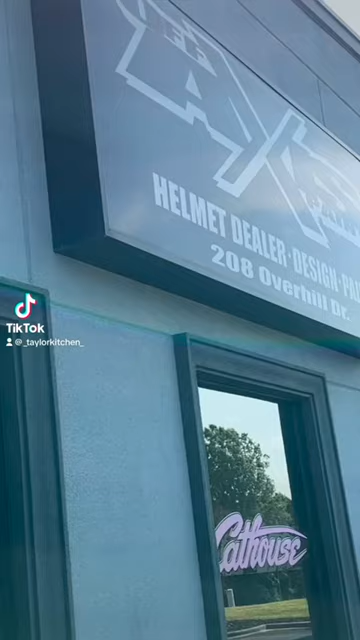 HELMET DEALER·DESIGN·
208 Overhill Dr.
TikTok
@_taylorkitchen_
Cathouse